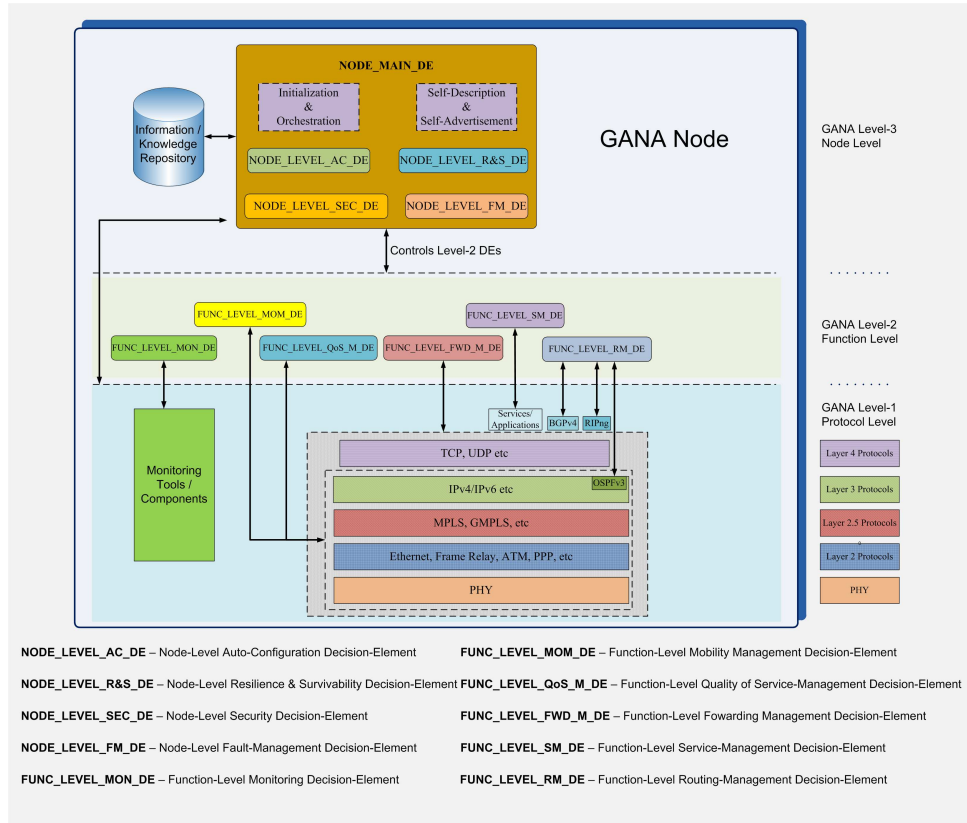 NODE_MAIN_DE
Initialization
&
Orchestration
Self-Description
&
Self-Advertisement
Information /
Knowledge
Repository
GANA Node
GANA Level-3
Node Level
NODE_LEVEL_AC_DE
NODE_LEVEL_R&S_DE
NODE_LEVEL_SEC_DE
NODE_LEVEL_FM_DE
Controls Level-2 DEs
FUNC_LEVEL_MOM_DE
FUNC_LEVEL_SM_DE
GANA Level-2
Function Level
FUNC_LEVEL_MON_DE
FUNC_LEVEL_QoS_M_DE
FUNC_LEVEL_FWD_M_DE
FUNC_LEVEL_RM_DE
GANA Level-1
Protocol Level
Services/
Applications
BGPv4
RIPng
Monitoring
Tools /
Components
TCP, UDP etc
Layer 4 Protocols
OSPFv3
IPv4/IPv6 etc
Layer 3 Protocols
MPLS, GMPLS, etc
Layer 2.5 Protocols
Ethernet, Frame Relay, ATM, PPP, etc
Layer 2 Protocols
PHY
PHY
NODE_LEVEL_AC_DE – Node-Level Auto-Configuration Decision-Element
FUNC_LEVEL_MOM_DE – Function-Level Mobility Management Decision-Element
NODE_LEVEL_R&S_DE – Node-Level Resilience & Survivability Decision-Element
FUNC_LEVEL_QoS_M_DE – Function-Level Quality of Service-Management Decision-Element
NODE_LEVEL_SEC_DE – Node-Level Security Decision-Element
FUNC_LEVEL_FWD_M_DE – Function-Level Fowarding Management Decision-Element
NODE_LEVEL_FM_DE – Node-Level Fault-Management Decision-Element
FUNC_LEVEL_SM_DE – Function-Level Service-Management Decision-Element
FUNC_LEVEL_MON_DE – Function-Level Monitoring Decision-Element
FUNC_LEVEL_RM_DE – Function-Level Routing-Management Decision-Element